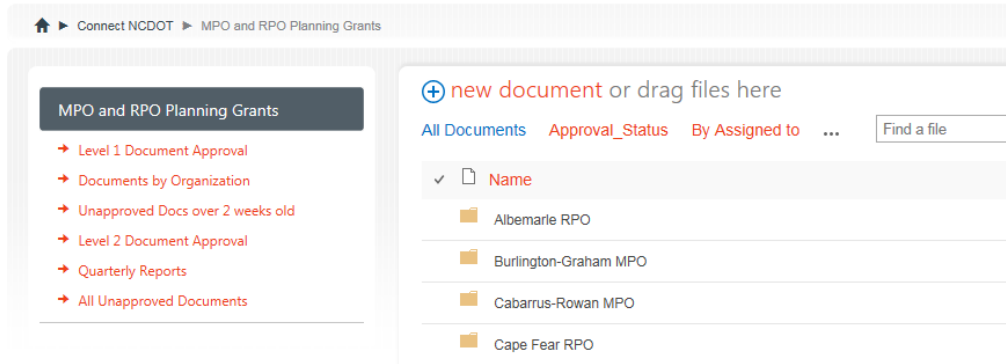 Connect NCDOT MPO and RPO Planning Grants
MPO and RPO Planning Grants
Level 1 Document Approval
Documents by Organization
Unapproved Docs over 2 weeks old
Level 2 Document Approval
Quarterly Reports
All Unapproved Documents
new document or drag files here
All Documents Approval_Status By Assigned to ... Find a file
Name
Albemarle RPO
Burlington-Graham MPO
Cabarrus-Rowan MPO
Cape Fear RPO